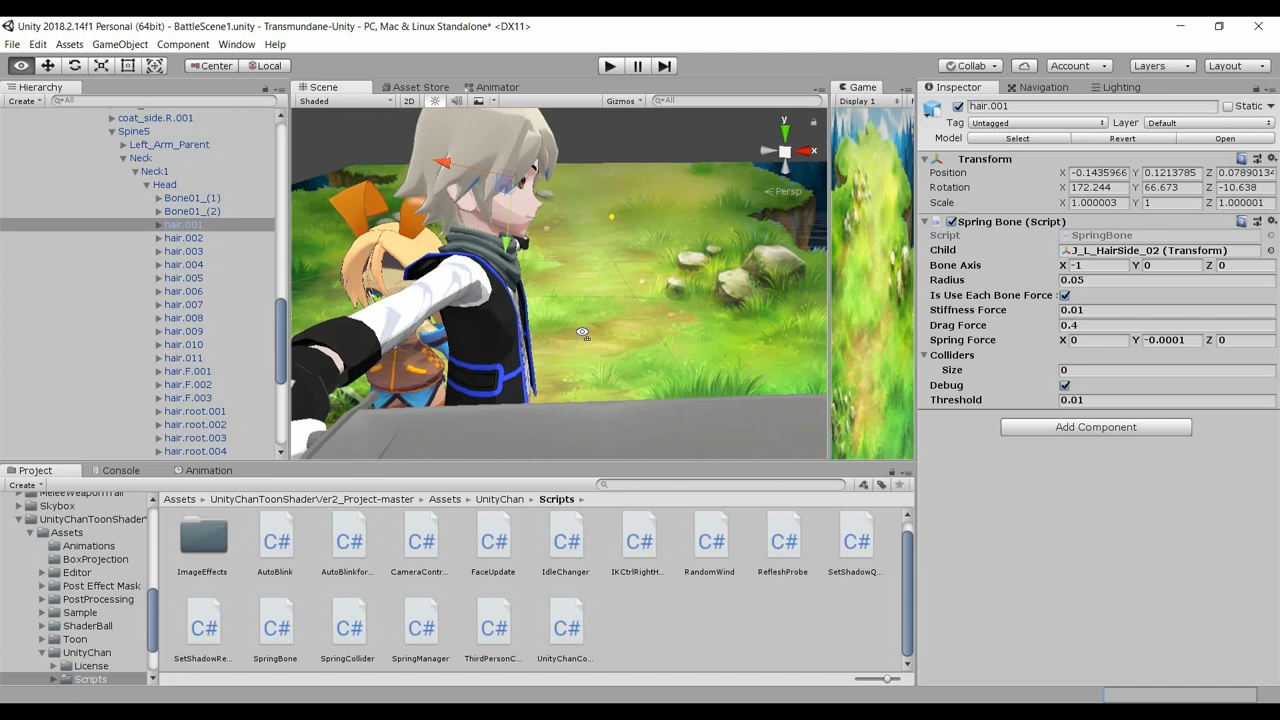 Unity 2018.2.14f1 Personal (64bit) - BattleScene1.unity - Transmundane-Unity - PC, Mac & Linux Standalone* <DX11>
File Edit Assets GameObject Component Window Help
Center Local Collab Account Layers Layout
Hierarchy
Create All
coat_side.R.001
Spine5
Left_Arm_Parent
Neck
Neck1
Head
Bone01_(1)
Bone01_(2)
hair.001
hair.002
hair.003
hair.004
hair.005
hair.006
hair.007
hair.008
hair.009
hair.010
hair.011
hair.F.001
hair.F.002
hair.F.003
hair.root.001
hair.root.002
hair.root.003
hair.root.004
Scene Asset Store Animator
Shaded 2D Gizmos All
y
x
Persp
Game
Display 1
Inspector Navigation Lighting
hair.001 Static
Tag Untagged Layer Default
Model Select Revert Open
Transform
Position X -0.1435966 Y 0.1213785 Z 0.0789013
Rotation X 172.244 Y 66.673 Z -10.638
Scale X 1.000003 Y 1 Z 1.000001
Spring Bone (Script)
Script SpringBone
Child J_L_HairSide_02 (Transform)
Bone Axis X -1 Y 0 Z 0
Radius 0.05
Is Use Each Bone Force
Stiffness Force 0.01
Drag Force 0.4
Spring Force X 0 Y -0.0001 Z 0
Colliders
Size 0
Debug
Threshold 0.01
Add Component
Project Console Animation
Create
Skybox
UnityChanToonShader
Assets
Animations
BoxProjection
Editor
Post Effect Mask
PostProcessing
Sample
ShaderBall
Toon
UnityChan
License
Scripts
Assets UnityChanToonShaderVer2_Project-master Assets UnityChan Scripts
ImageEffects AutoBlink AutoBlinkfor... CameraContr... FaceUpdate IdleChanger IKCtrlRightH... RandomWind RefleshProbe SetShadowQ...
SetShadowRe... SpringBone SpringCollider SpringManager ThirdPersonC... UnityChanCo...